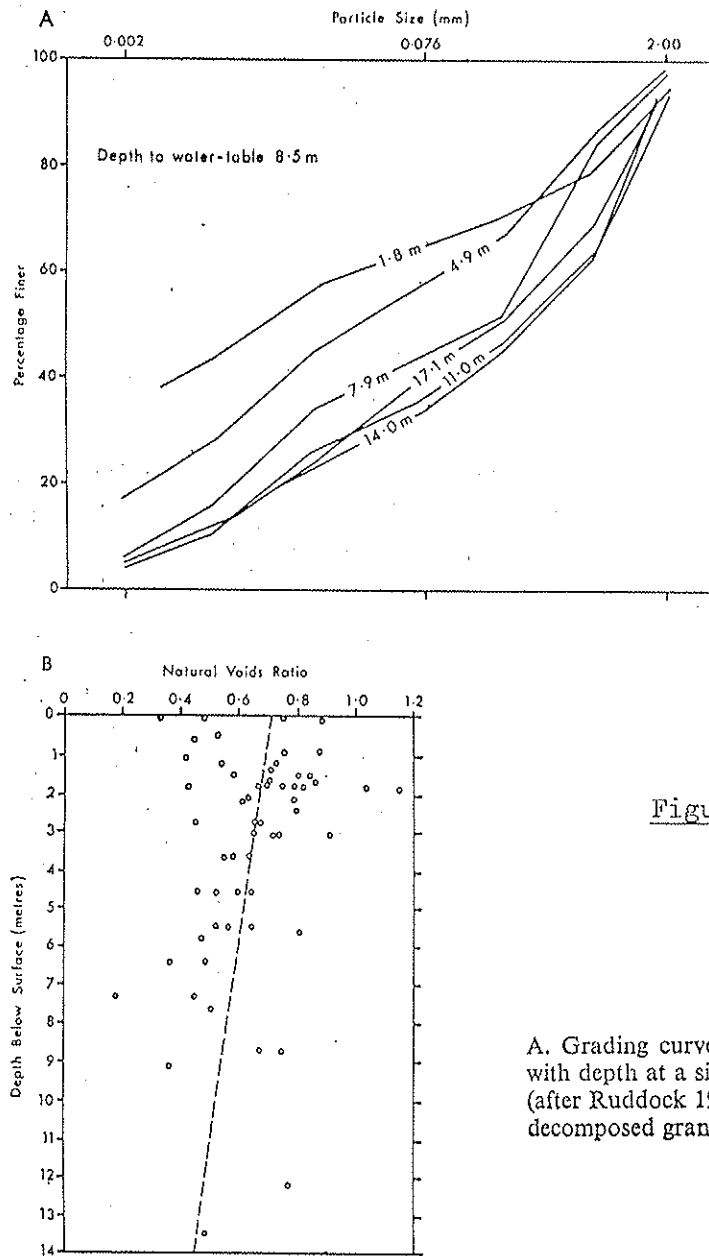 A
Particle Size (mm)
0·002 0·076 2·00
100
80
60
40
20
0
Percentage Finer
Depth to water-table 8·5 m
1·8 m
4·9 m
7·9 m
17·1 m
11·0 m
14·0 m
B
Natural Voids Ratio
0 0·2 0·4 0·6 0·8 1·0 1·2
0
1
2
3
4
5
6
7
8
9
10
11
12
13
14
Depth Below Surface (metres)
Figu
A. Grading curve
with depth at a si
(after Ruddock 19
decomposed gran